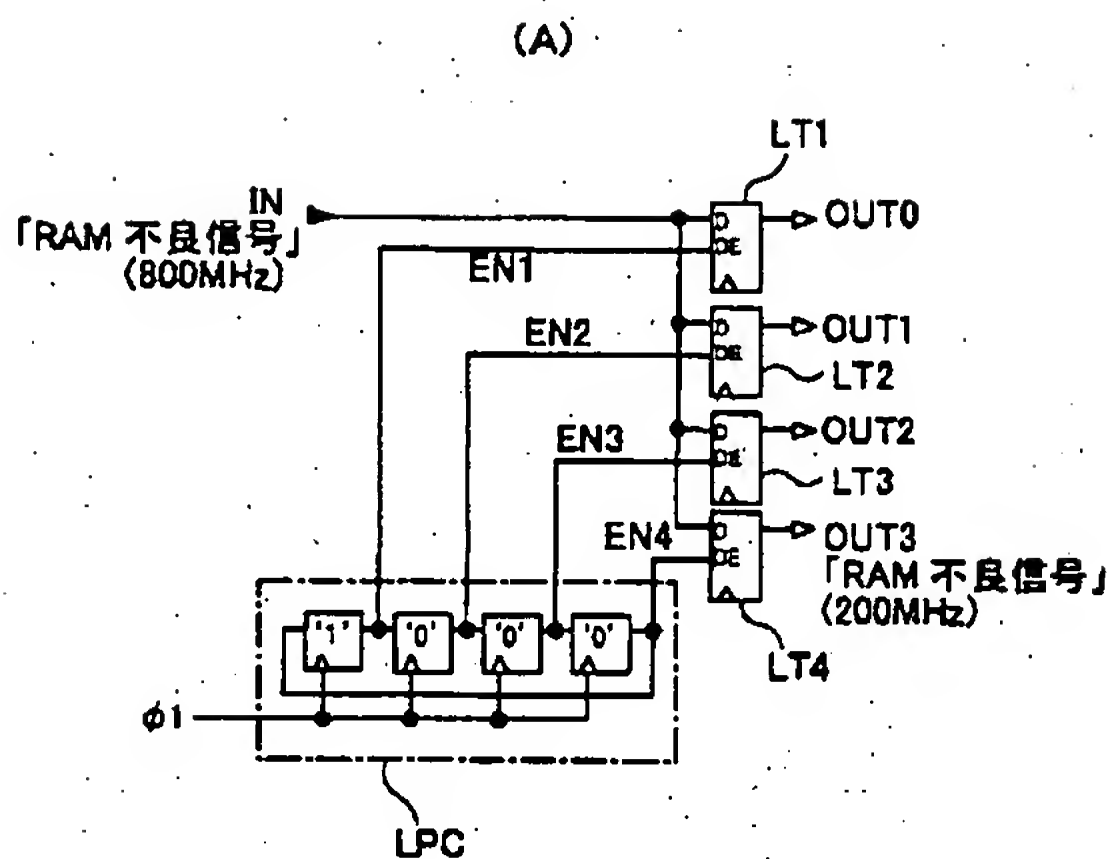 (A)
LT1
IN
「RAM 不良信号」
(800MHz)
D
OE
OUT0
EN1
D
OE
OUT1
EN2
LT2
D
OE
OUT2
EN3
LT3
D
OE
OUT3
EN4
「RAM 不良信号」
(200MHz)
LT4
'1' '0' '0' '0'
φ1
LPC